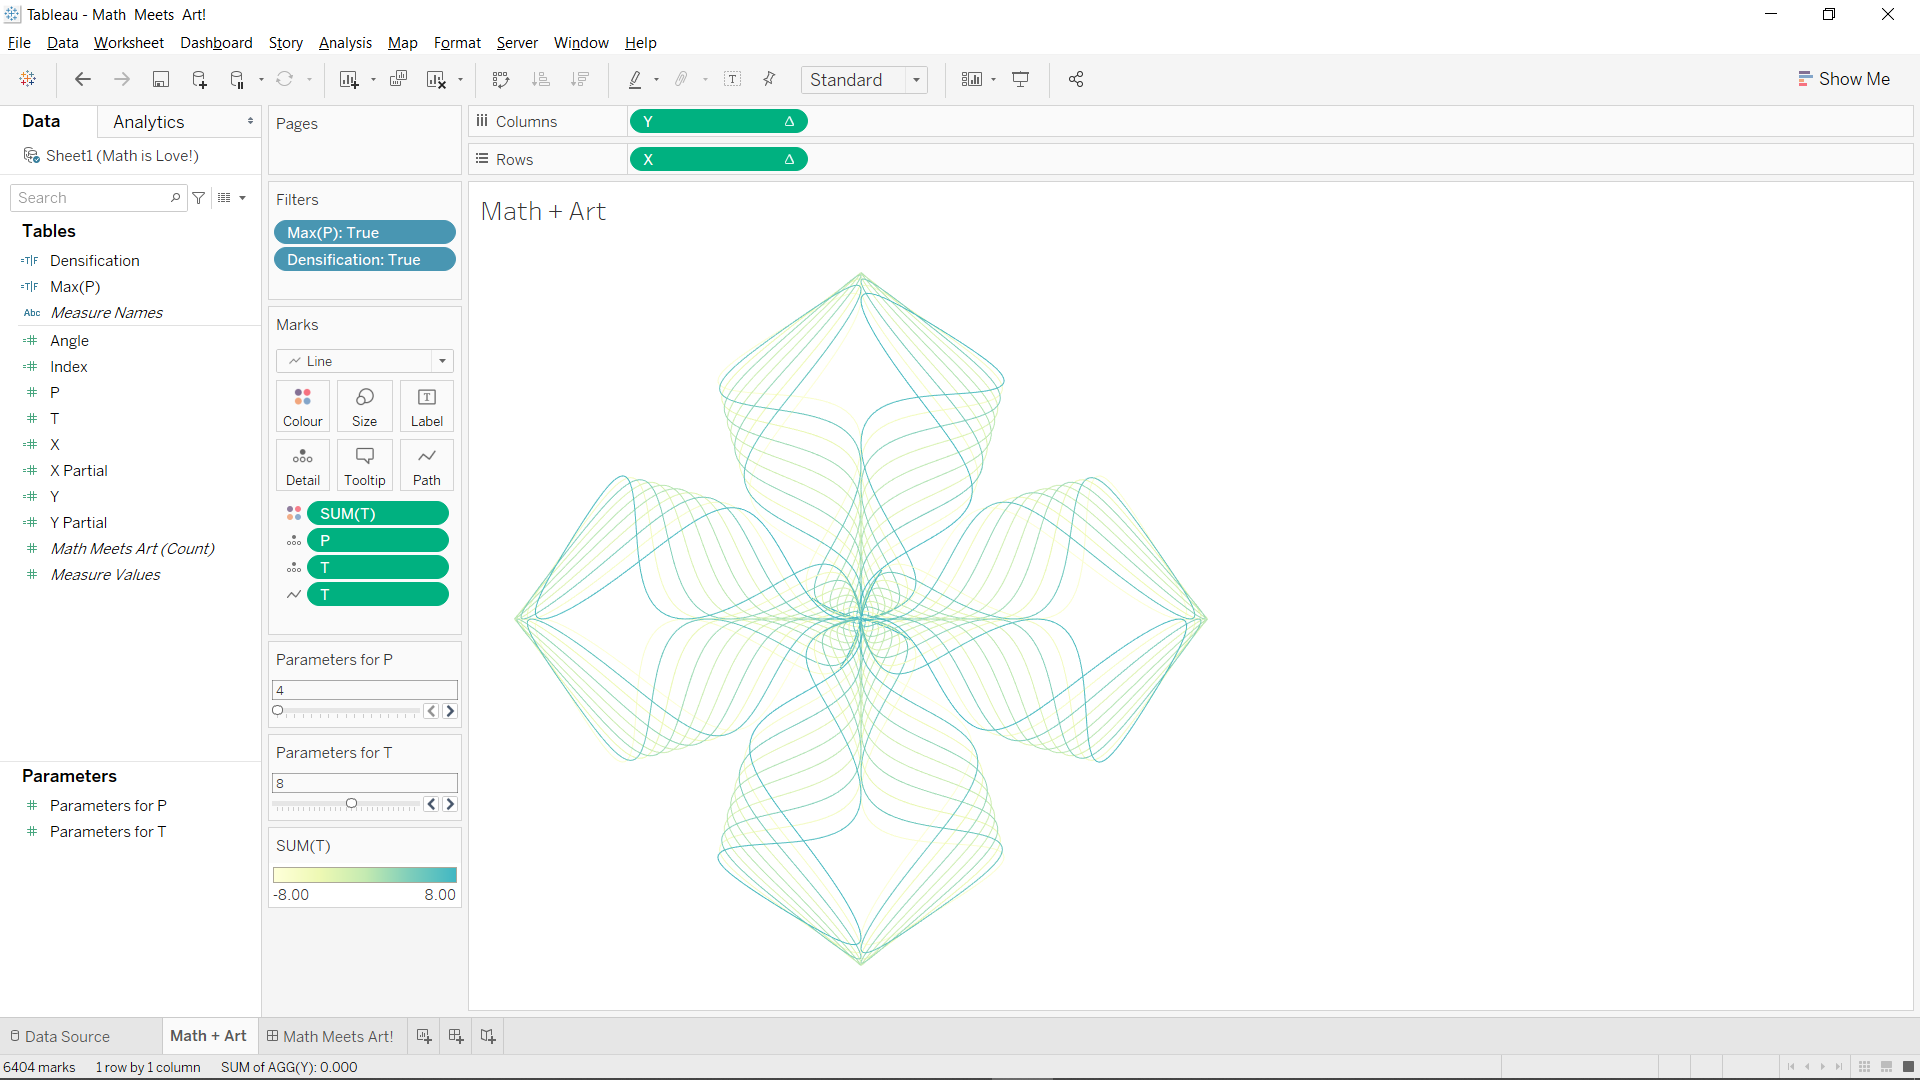 Tableau - Math Meets Art!
File Data Worksheet Dashboard Story Analysis Map Format Server Window Help
Standard
Show Me
Data Analytics
Sheet1 (Math is Love!)
Search
Tables
=T|F Densification
=T|F Max(P)
Abc Measure Names
=# Angle
=# Index
# P
# T
=# X
=# X Partial
=# Y
=# Y Partial
# Math Meets Art (Count)
# Measure Values
Parameters
# Parameters for P
# Parameters for T
Pages
Filters
Max(P): True
Densification: True
Marks
Line
Colour Size Label
Detail Tooltip Path
SUM(T)
P
T
T
Parameters for P
4
Parameters for T
8
SUM(T)
-8.00 8.00
Columns Y Δ
Rows X Δ
Math + Art
Data Source Math + Art Math Meets Art!
6404 marks 1 row by 1 column SUM of AGG(Y): 0.000